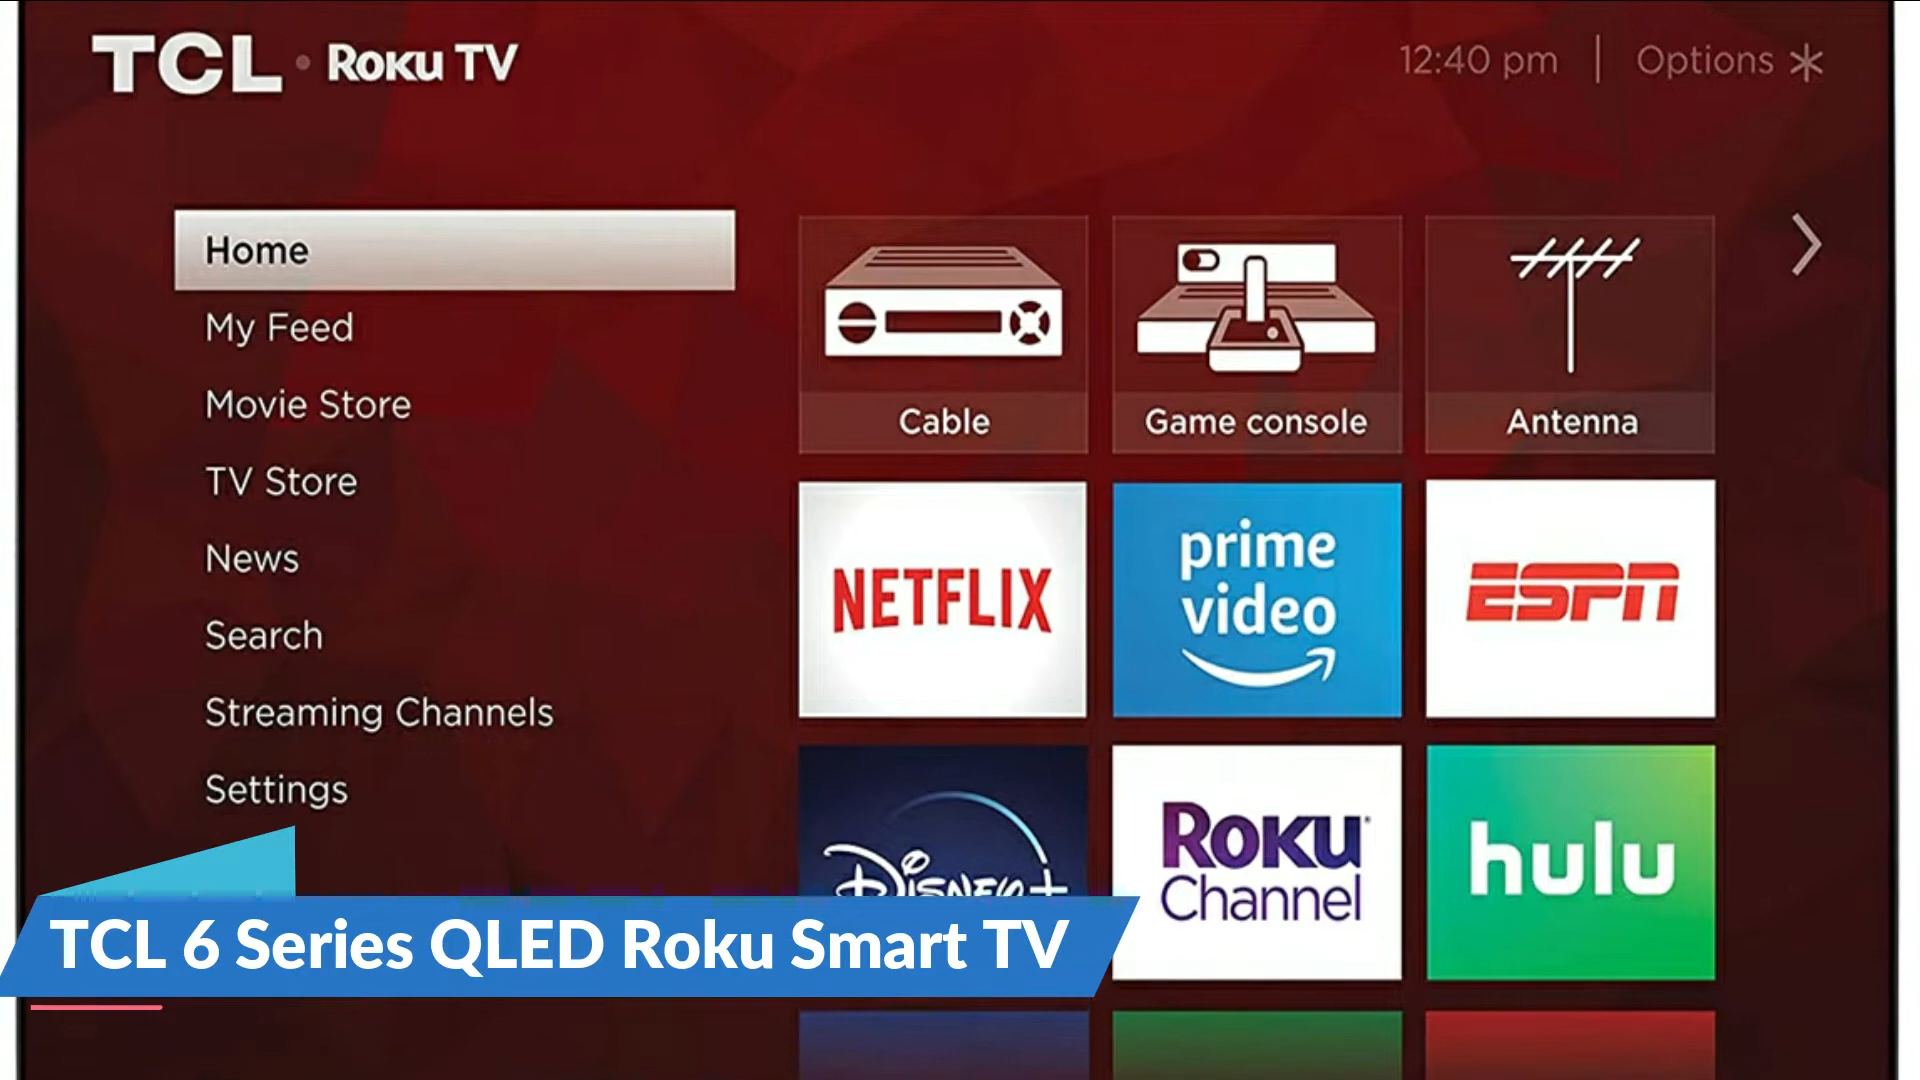 TCL • Roku TV
12:40 pm | Options
Home
My Feed
Movie Store
TV Store
News
Search
Streaming Channels
Settings
Cable
Game console
Antenna
NETFLIX
prime
video
ESPN
Disney+
Roku
Channel
hulu
TCL 6 Series QLED Roku Smart TV